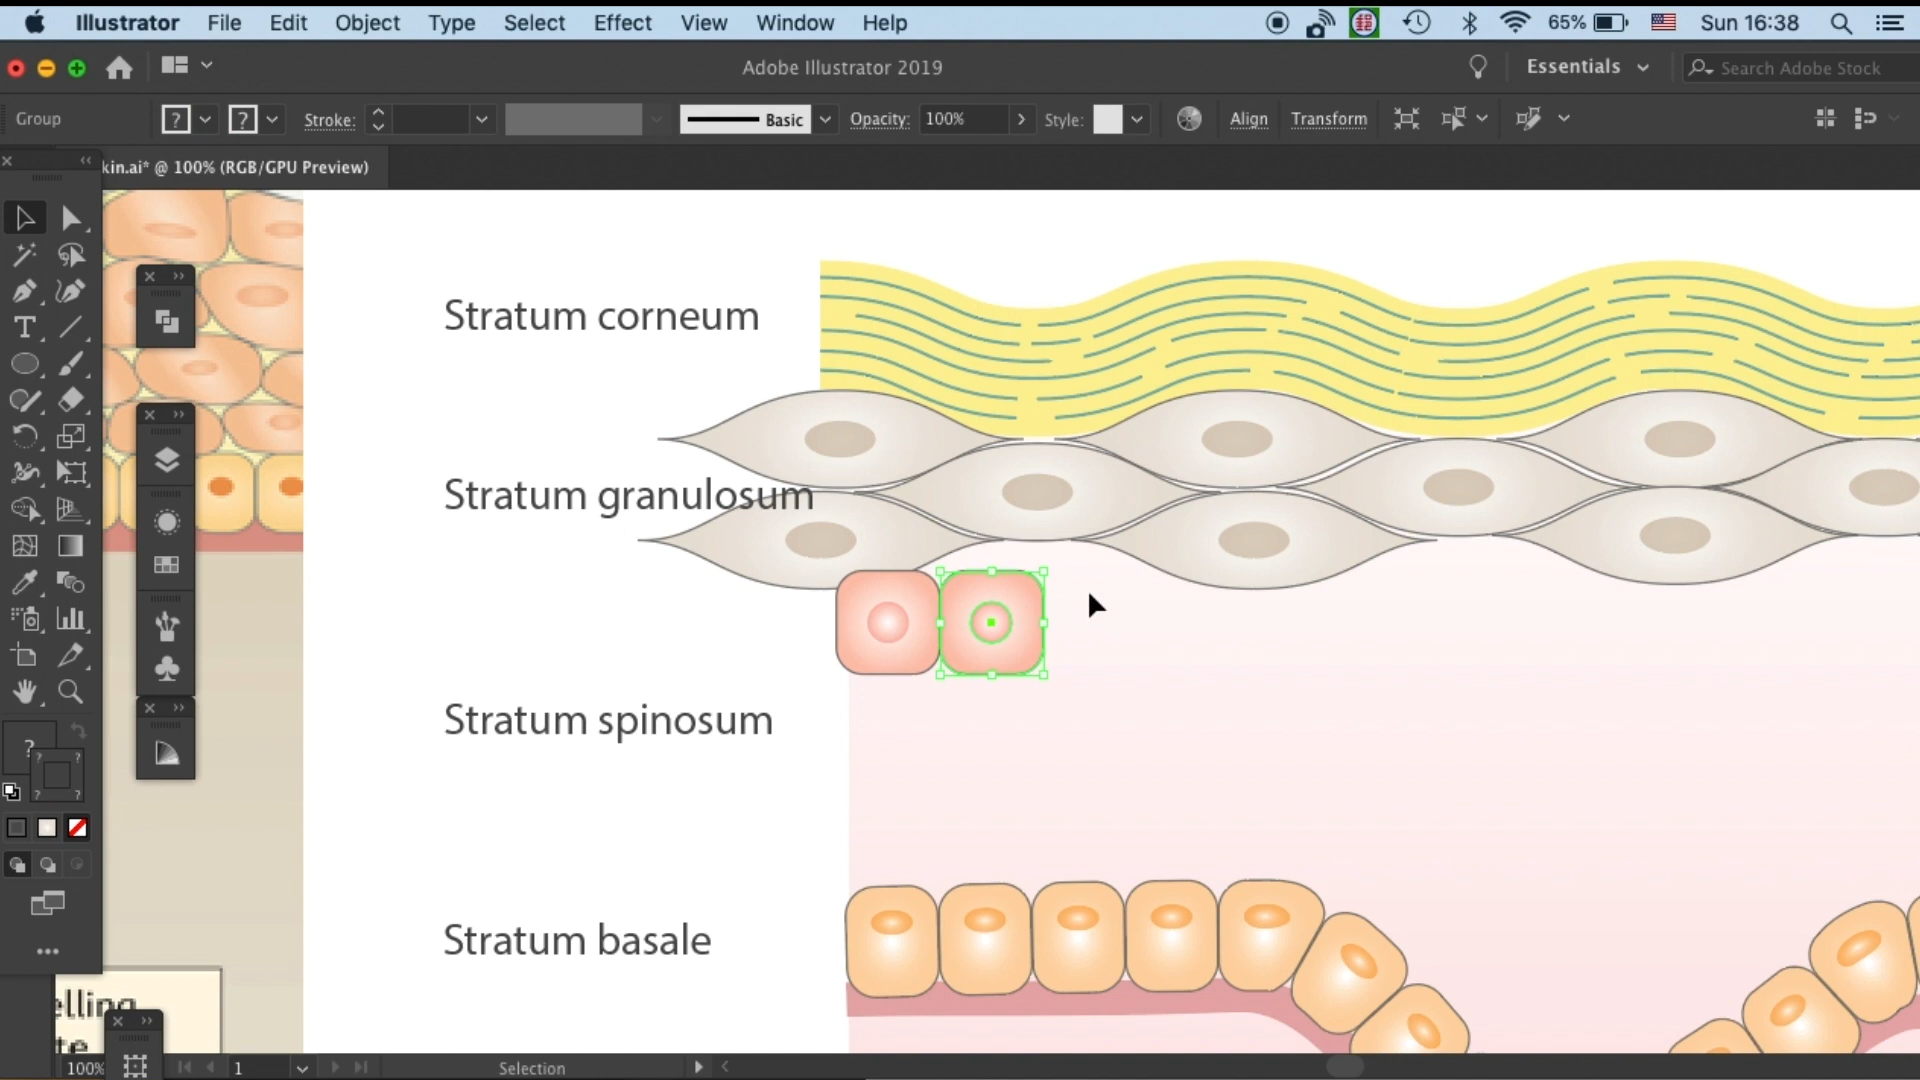 Illustrator File Edit Object Type Select Effect View Window Help 65% Sun 16:38
Adobe Illustrator 2019 Essentials Search Adobe Stock
Group ? ? Stroke: Basic Opacity: 100% Style: Align Transform
kin.ai* @ 100% (RGB/GPU Preview)
Stratum corneum
Stratum granulosum
Stratum spinosum
Stratum basale
elling
te
100% 1 Selection